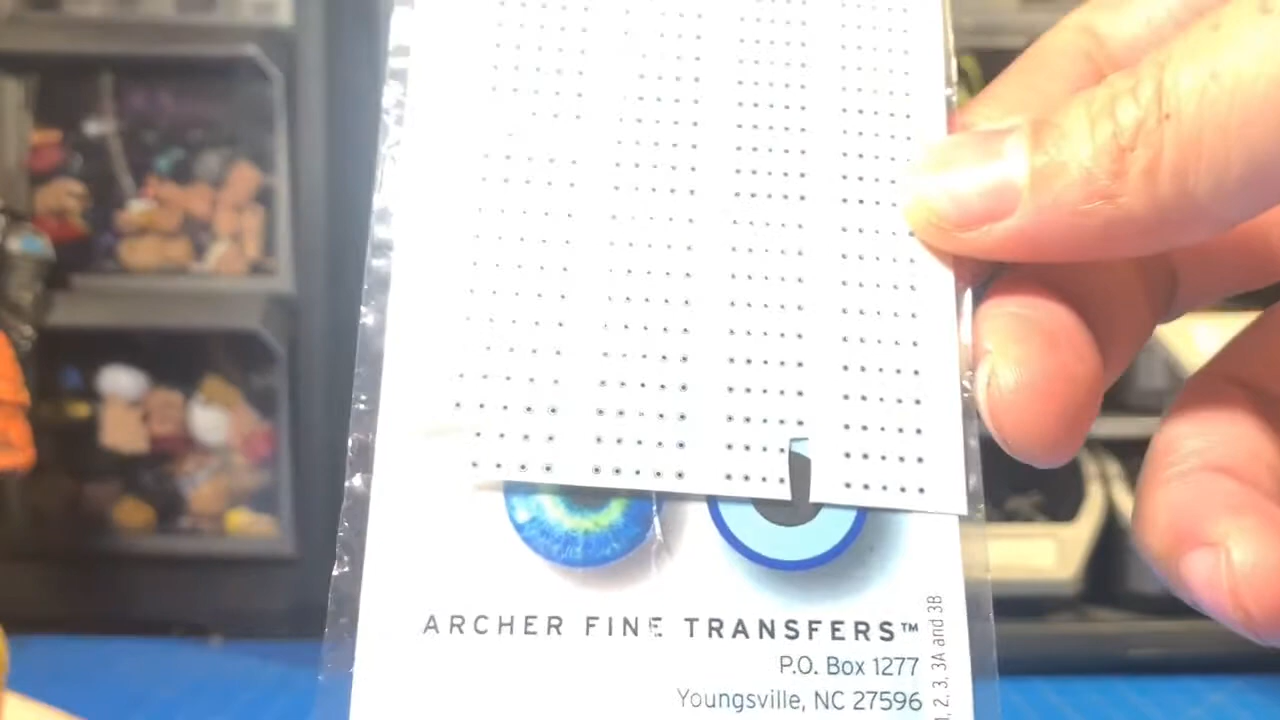 ARCHER FINE TRANSFERS™
P.O. Box 1277
Youngsville, NC 27596
1, 2, 3, 3A and 3B